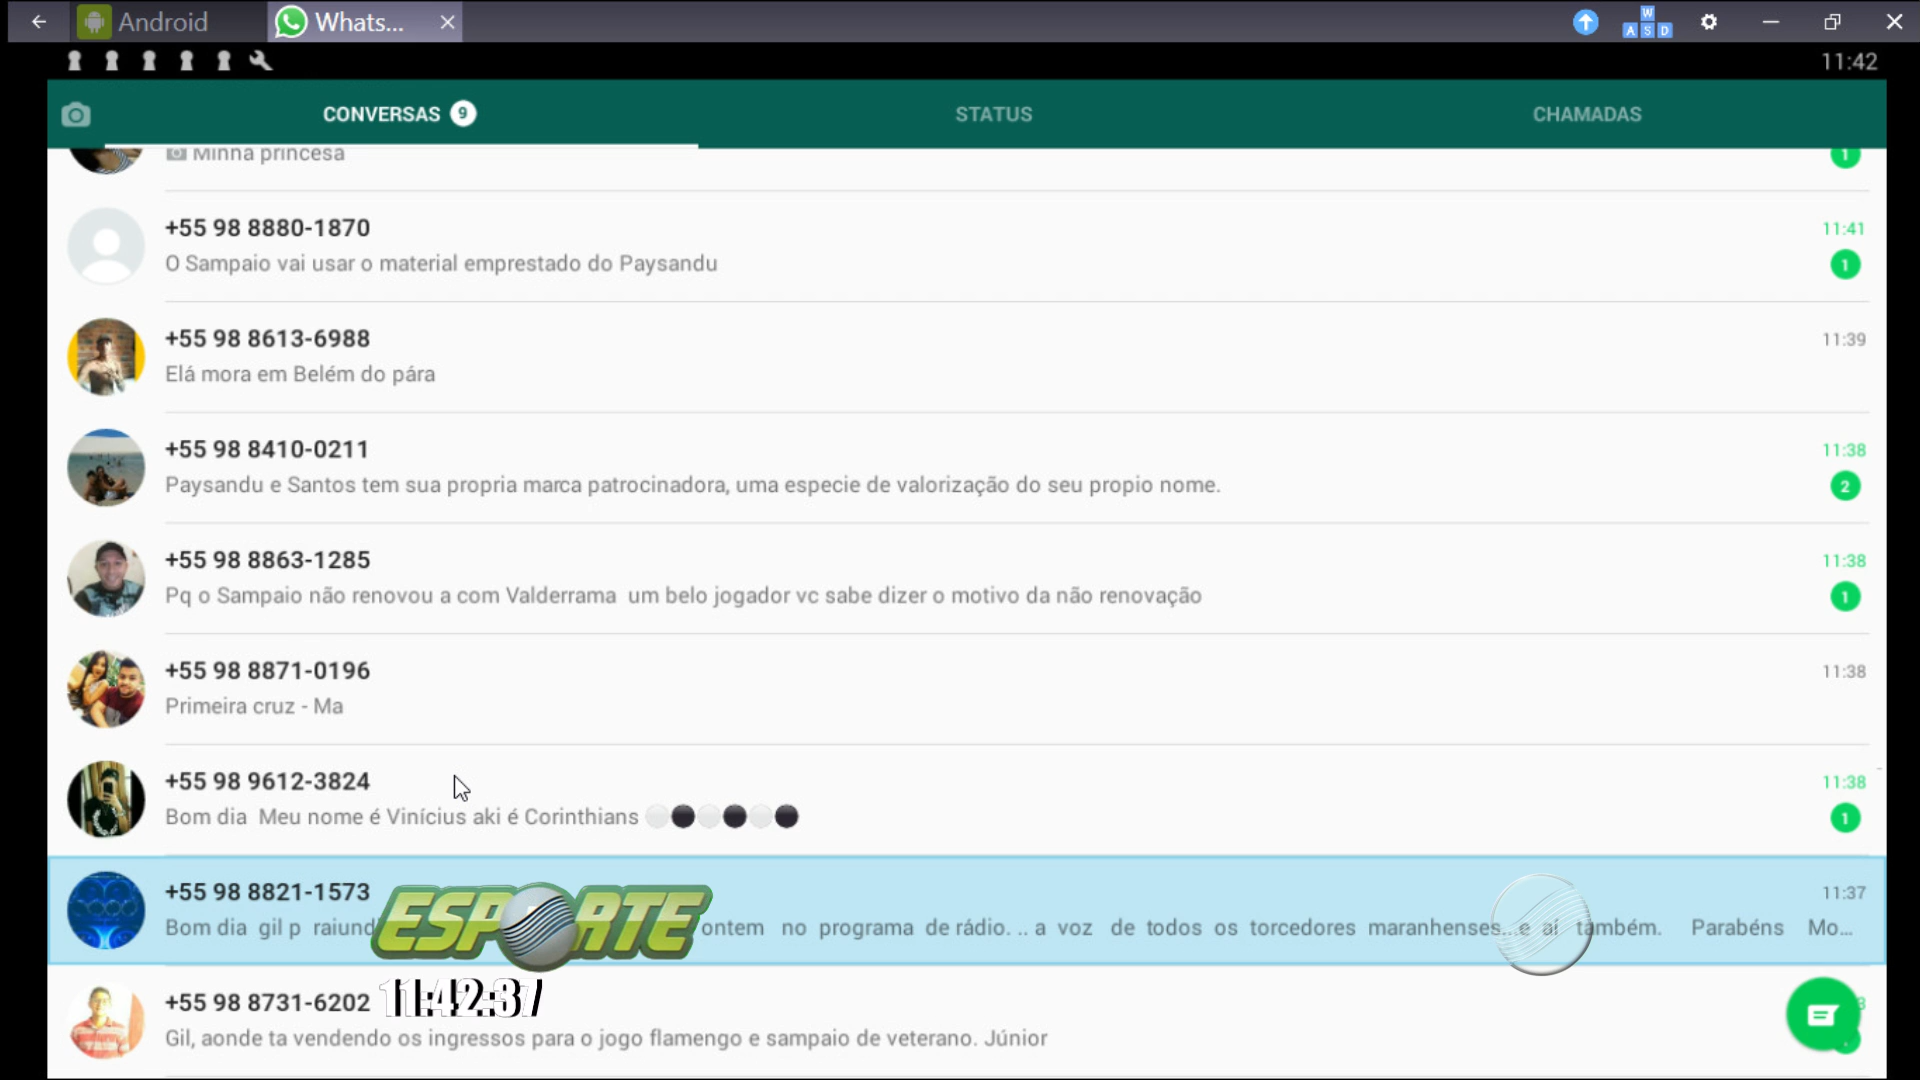 Android
Whats...
W
A S D
11:42
CONVERSAS 9
STATUS
CHAMADAS
Minha princesa
1
+55 98 8880-1870
11:41
O Sampaio vai usar o material emprestado do Paysandu
1
+55 98 8613-6988
11:39
Elá mora em Belém do pára
+55 98 8410-0211
11:38
Paysandu e Santos tem sua propria marca patrocinadora, uma especie de valorização do seu propio nome.
2
+55 98 8863-1285
11:38
Pq o Sampaio não renovou a com Valderrama um belo jogador vc sabe dizer o motivo da não renovação
1
+55 98 8871-0196
11:38
Primeira cruz - Ma
+55 98 9612-3824
11:38
Bom dia Meu nome é Vinícius aki é Corinthians
1
+55 98 8821-1573
11:37
Bom dia gil p ontem no programa de rádio. .. a voz de todos os torcedores maranhenses...e aí também. Parabéns Mo...
ESPORTE
11:42:37
+55 98 8731-6202
Gil, aonde ta vendendo os ingressos para o jogo flamengo e sampaio de veterano. Júnior